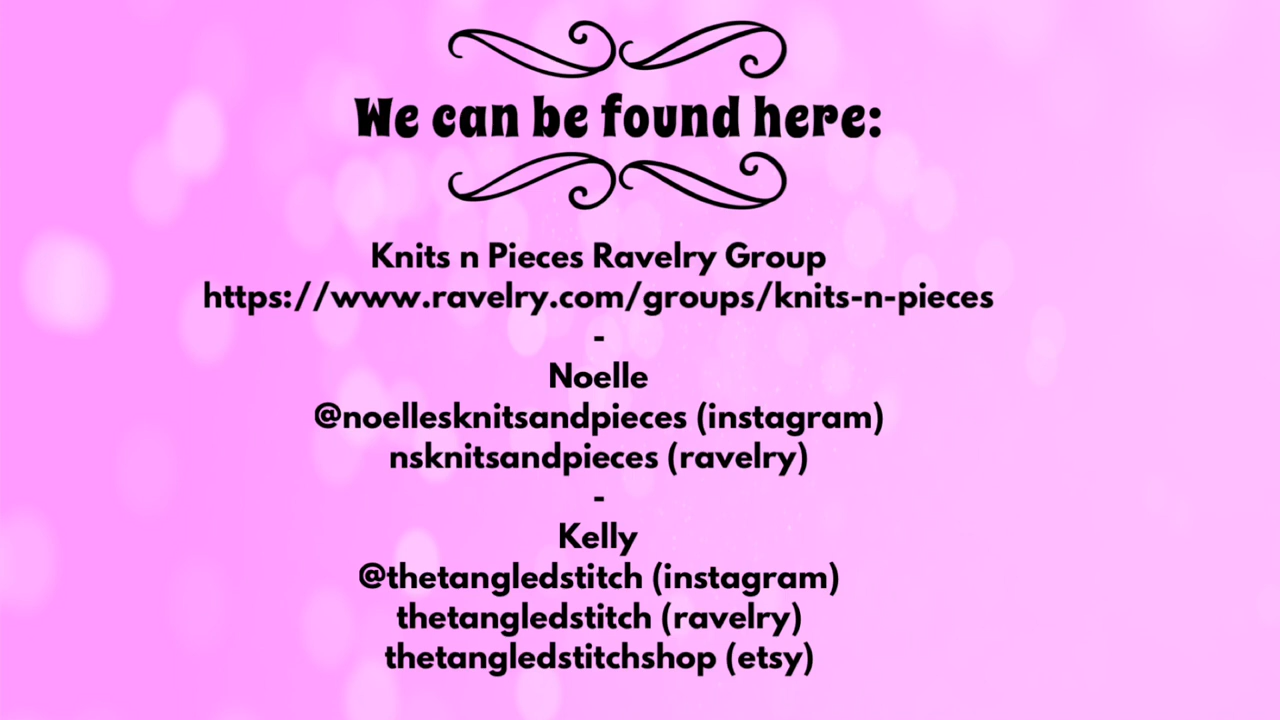 We can be found here:
Knits n Pieces Ravelry Group
https://www.ravelry.com/groups/knits-n-pieces
-
Noelle
@noellesknitsandpieces (instagram)
nsknitsandpieces (ravelry)
-
Kelly
@thetangledstitch (instagram)
thetangledstitch (ravelry)
thetangledstitchshop (etsy)